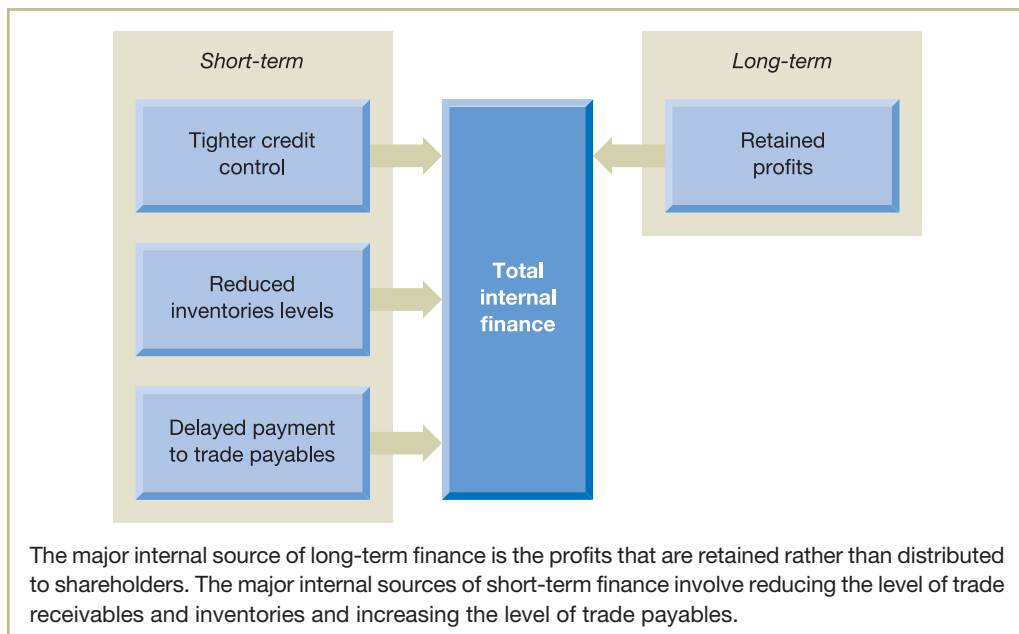 Short-term
Long-term
Tighter credit
control
Retained
profits
Reduced
inventories levels
Total
internal
finance
Delayed payment
to trade payables
The major internal source of long-term finance is the profits that are retained rather than distributed
to shareholders. The major internal sources of short-term finance involve reducing the level of trade
receivables and inventories and increasing the level of trade payables.